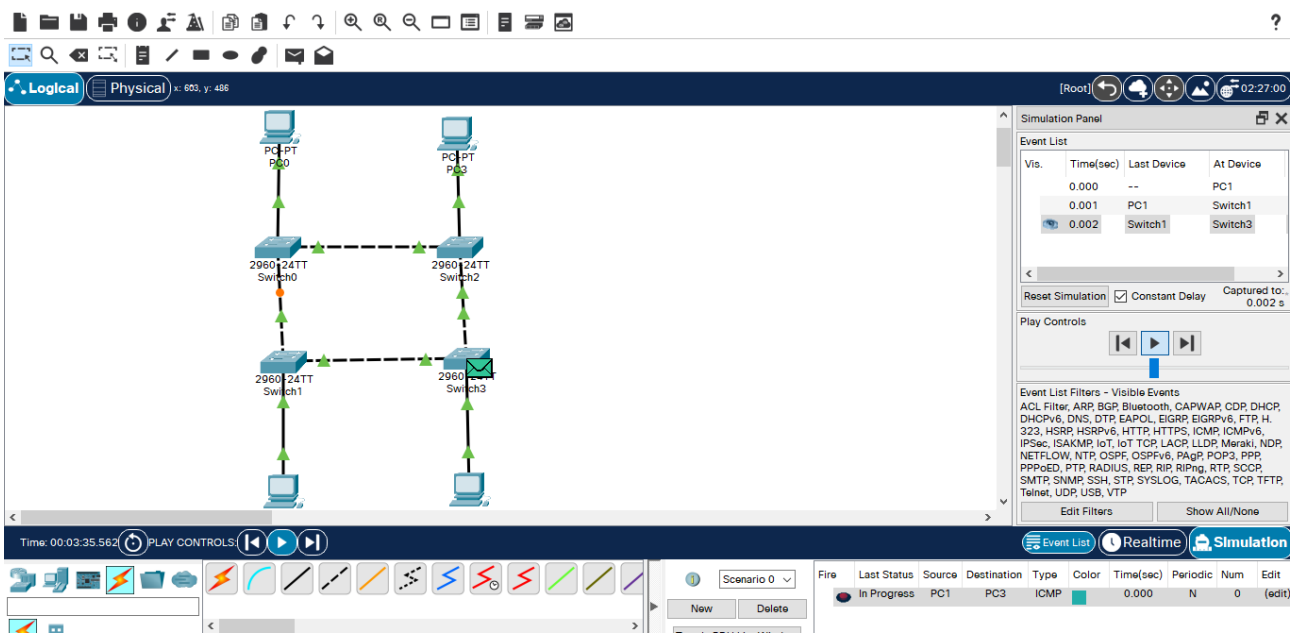 ?
Logical
Physical
x: 603, y: 486
[Root]
02:27:00
PC-PT
PC0
PC-PT
PC3
2960-24TT
Switch0
2960-24TT
Switch2
2960-24TT
Switch1
2960-24TT
Switch3
Simulation Panel
Event List
Vis. Time(sec) Last Device At Device
0.000 -- PC1
0.001 PC1 Switch1
0.002 Switch1 Switch3
Reset Simulation Constant Delay Captured to:
0.002 s
Play Controls
Event List Filters - Visible Events
ACL Filter, ARP, BGP, Bluetooth, CAPWAP, CDP, DHCP,
DHCPv6, DNS, DTP, EAPOL, EIGRP, EIGRPv6, FTP, H.
323, HSRP, HSRPv6, HTTP, HTTPS, ICMP, ICMPv6,
IPSec, ISAKMP, IoT, IoT TCP, LACP, LLDP, Meraki, NDP,
NETFLOW, NTP, OSPF, OSPFv6, PAgP, POP3, PPP,
PPPoED, PTP, RADIUS, REP, RIP, RIPng, RTP, SCCP,
SMTP, SNMP, SSH, STP, SYSLOG, TACACS, TCP, TFTP,
Telnet, UDP, USB, VTP
Edit Filters Show All/None
Time: 00:03:35.562 PLAY CONTROLS:
Event List Realtime Simulation
Scenario 0
New Delete
Fire Last Status Source Destination Type Color Time(sec) Periodic Num Edit
In Progress PC1 PC3 ICMP 0.000 N 0 (edit)